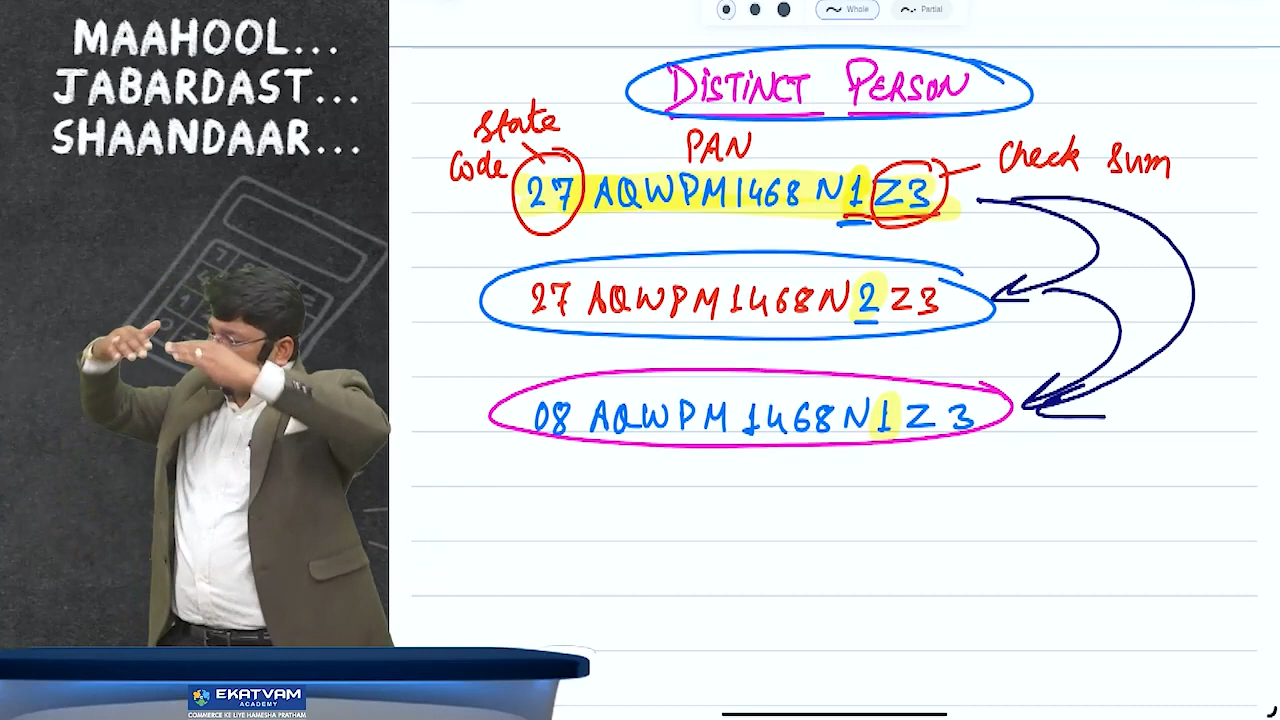 MAAHOOL...
JABARDAST...
SHAANDAAR...
Whole
Partial
DISTINCT PERSON
State
Code
PAN
Check Sum
27 AQWPM1468N1Z3
27 AQWPM1468N2Z3
08 AQWPM1468N1Z3
EKATVAM
ACADEMY
COMMERCE KE LIYE HAMESHA PRATHAM